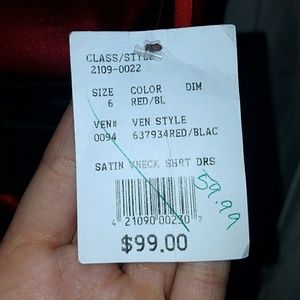 CLASS/STYLE
2109-0022
SIZE COLOR DIM
6 RED/BL
VEN# VEN STYLE
0094 637934RED/BLAC
SATIN VNECK SHRT DRS
59.99
4 21090 00230 7
$99.00